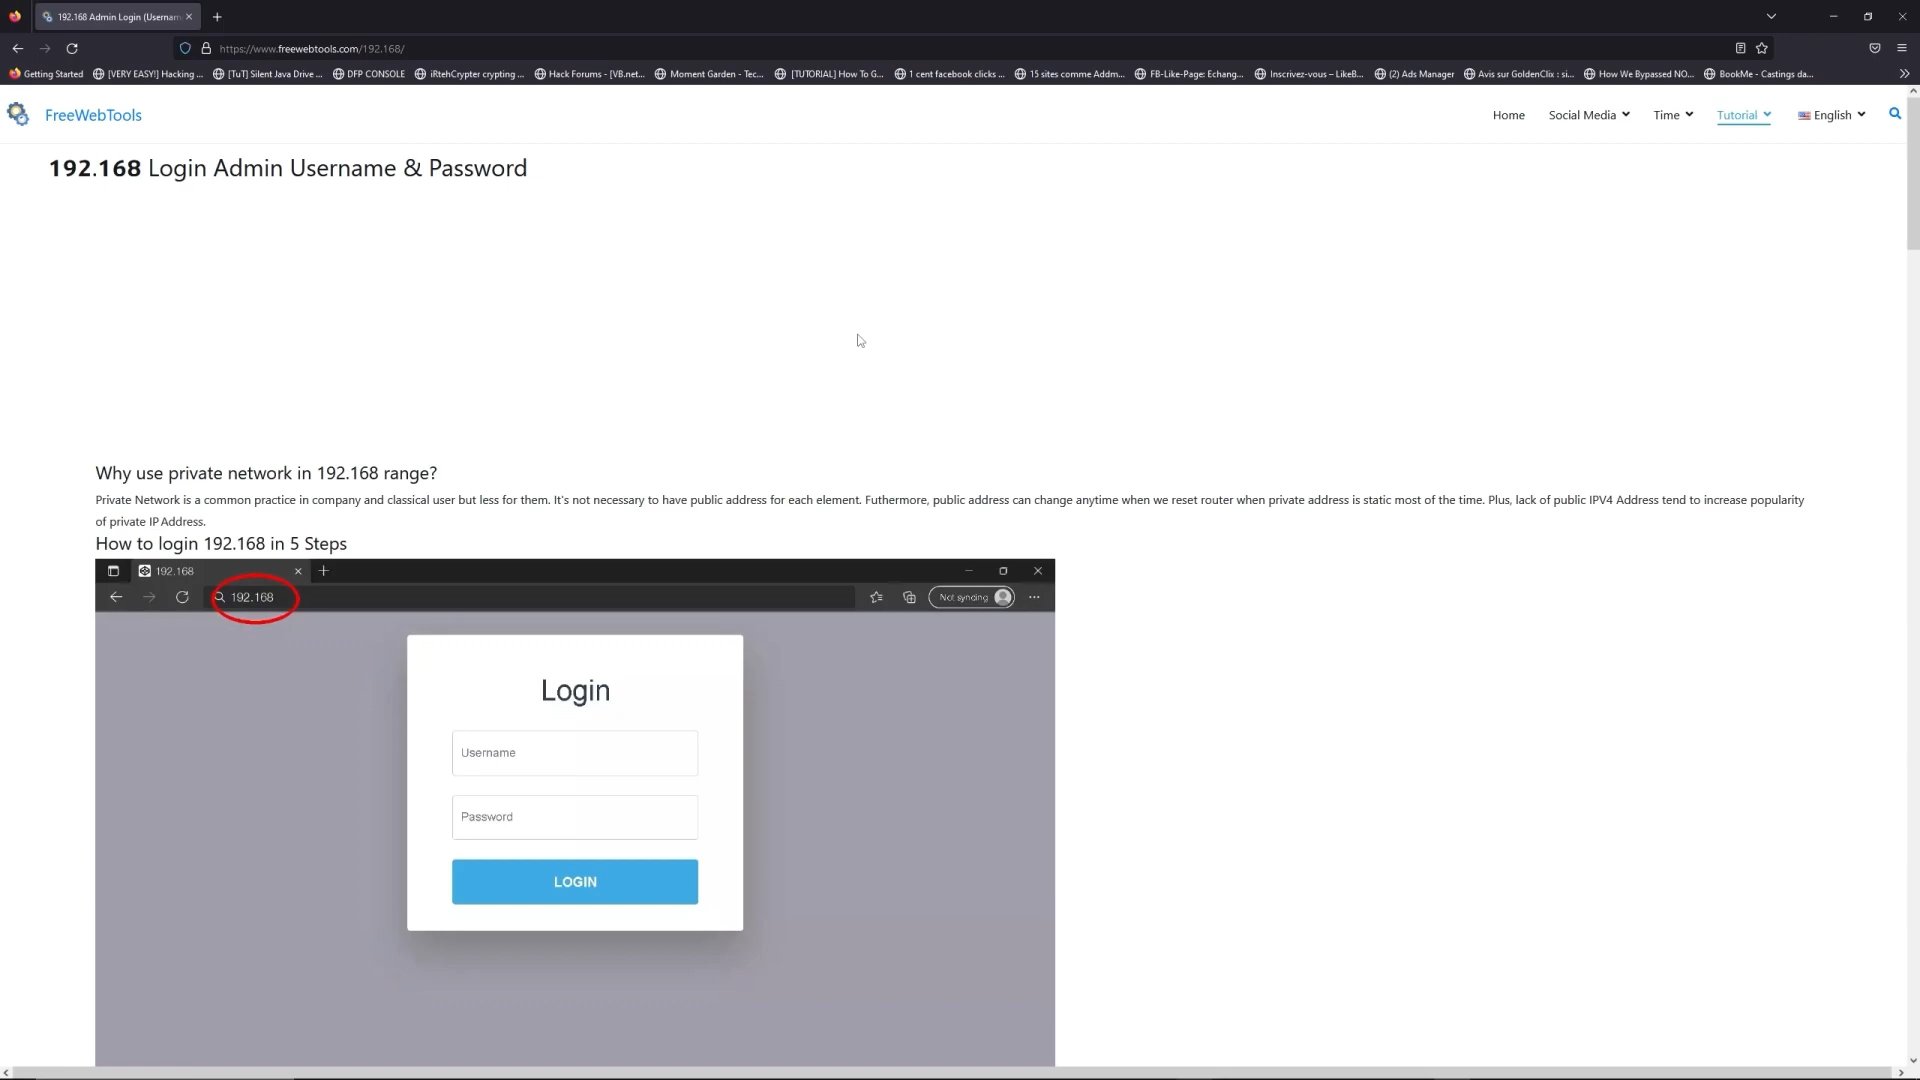 192.168 Admin Login (Usernam
https://www.freewebtools.com/192.168/
Getting Started
[VERY EASY!] Hacking ...
[TuT] Silent Java Drive ...
DFP CONSOLE
iRtehCrypter crypting ...
Hack Forums - [VB.net...
Moment Garden - Tec...
[TUTORIAL] How To G...
1 cent facebook clicks ...
15 sites comme Addm...
FB-Like-Page: Echang...
Inscrivez-vous – LikeB...
(2) Ads Manager
Avis sur GoldenClix : si...
How We Bypassed NO...
BookMe - Castings da...
FreeWebTools
Home
Social Media
Time
Tutorial
English
192.168 Login Admin Username & Password
Why use private network in 192.168 range?
Private Network is a common practice in company and classical user but less for them. It's not necessary to have public address for each element. Futhermore, public address can change anytime when we reset router when private address is static most of the time. Plus, lack of public IPV4 Address tend to increase popularity
of private IP Address.
How to login 192.168 in 5 Steps
192.168
192.168
Not syncing
Login
Username
Password
LOGIN